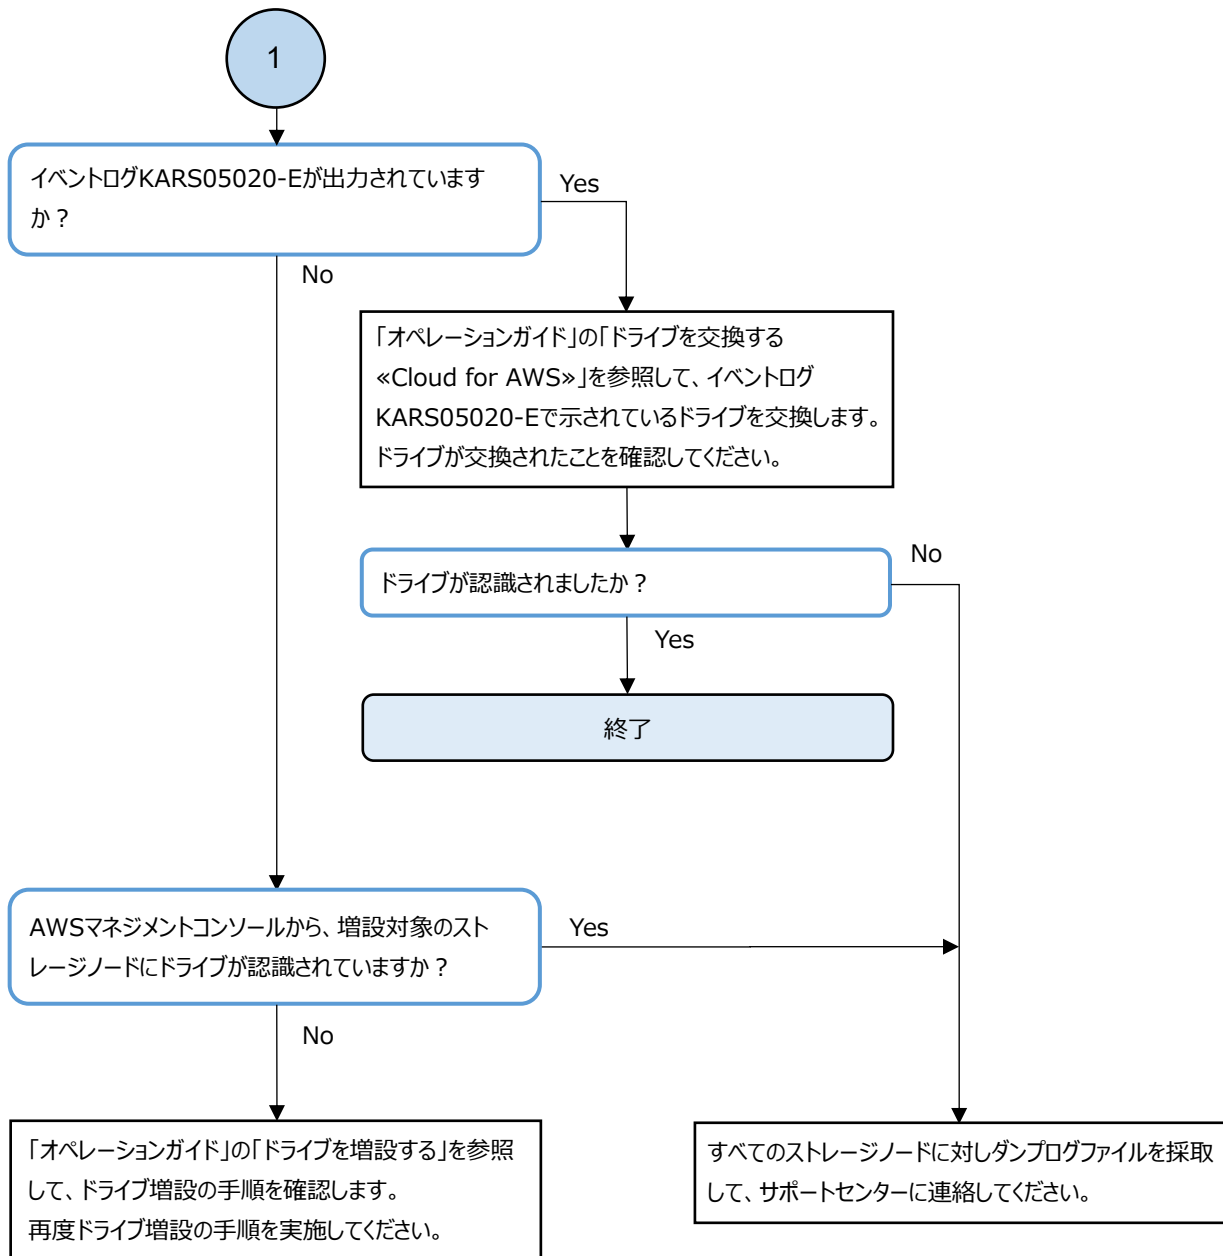 1
イベントログKARS05020-Eが出力されています
か？
Yes
No
「オペレーションガイド」の「ドライブを交換する
«Cloud for AWS»」を参照して、イベントログ
KARS05020-Eで示されているドライブを交換します。
ドライブが交換されたことを確認してください。
No
ドライブが認識されましたか？
Yes
終了
AWSマネジメントコンソールから、増設対象のスト
レージノードにドライブが認識されていますか？
Yes
No
「オペレーションガイド」の「ドライブを増設する」を参照
して、ドライブ増設の手順を確認します。
再度ドライブ増設の手順を実施してください。
すべてのストレージノードに対しダンプログファイルを採取
して、サポートセンターに連絡してください。